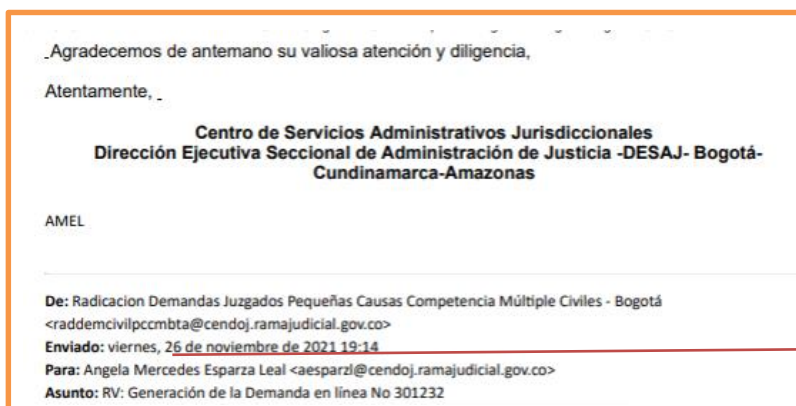 Agradecemos de antemano su valiosa atención y diligencia,
Atentamente,
Centro de Servicios Administrativos Jurisdiccionales
Dirección Ejecutiva Seccional de Administración de Justicia -DESAJ- Bogotá-
Cundinamarca-Amazonas
AMEL
De: Radicacion Demandas Juzgados Pequeñas Causas Competencia Múltiple Civiles - Bogotá
<raddemcivilpccmbta@cendoj.ramajudicial.gov.co>
Enviado: viernes, 26 de noviembre de 2021 19:14
Para: Angela Mercedes Esparza Leal <aesparzl@cendoj.ramajudicial.gov.co>
Asunto: RV: Generación de la Demanda en línea No 301232